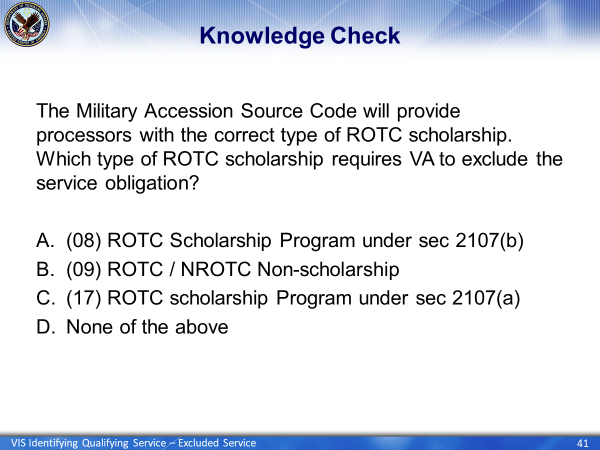 Knowledge Check
The Military Accession Source Code will provide
processors with the correct type of ROTC scholarship.
Which type of ROTC scholarship requires VA to exclude the
service obligation?
A. (08) ROTC Scholarship Program under sec 2107(b)
B. (09) ROTC / NROTC Non-scholarship
C. (17) ROTC scholarship Program under sec 2107(a)
D. None of the above
VIS Identifying Qualifying Service – Excluded Service
41